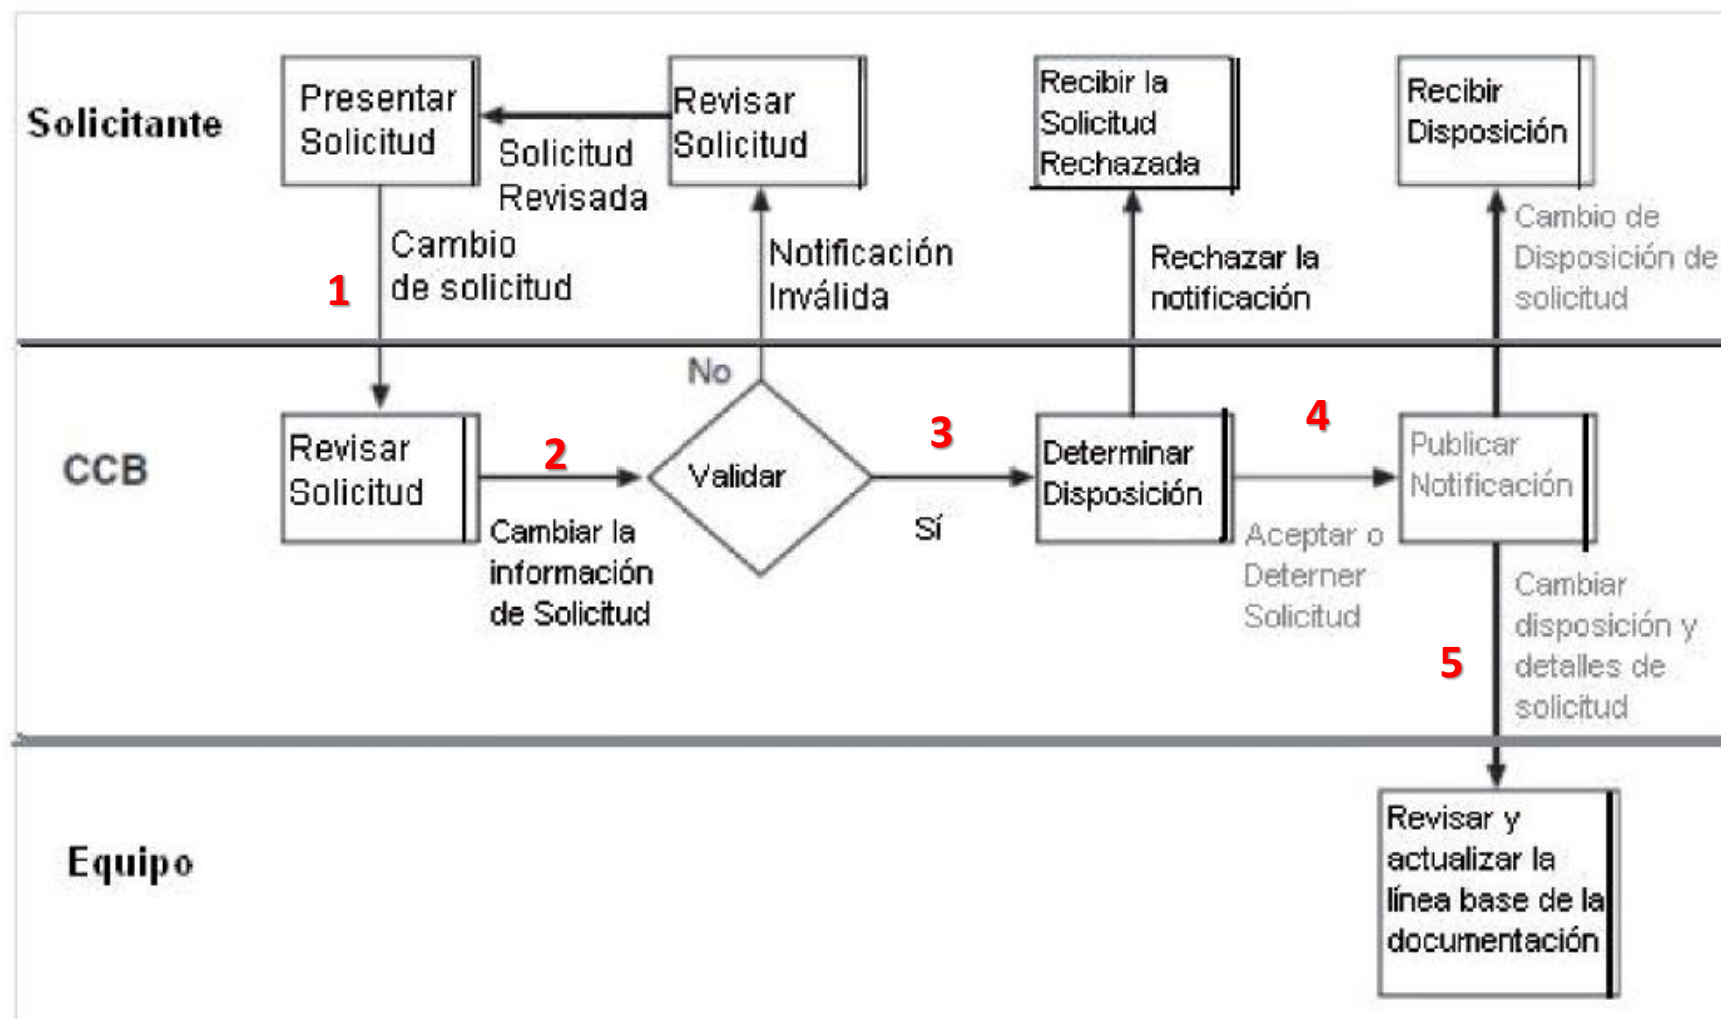 Solicitante
Presentar
Solicitud
Solicitud
Revisada
Revisar
Solicitud
Recibir la
Solicitud
Rechazada
Recibir
Disposición
1
Cambio
de solicitud
Notificación
Inválida
Rechazar la
notificación
Cambio de
Disposición de
solicitud
CCB
Revisar
Solicitud
2
Cambiar la
información
de Solicitud
No
Validar
3
Sí
Determinar
Disposición
4
Aceptar o
Deterner
Solicitud
Publicar
Notificación
5
Cambiar
disposición y
detalles de
solicitud
Equipo
Revisar y
actualizar la
línea base de la
documentación